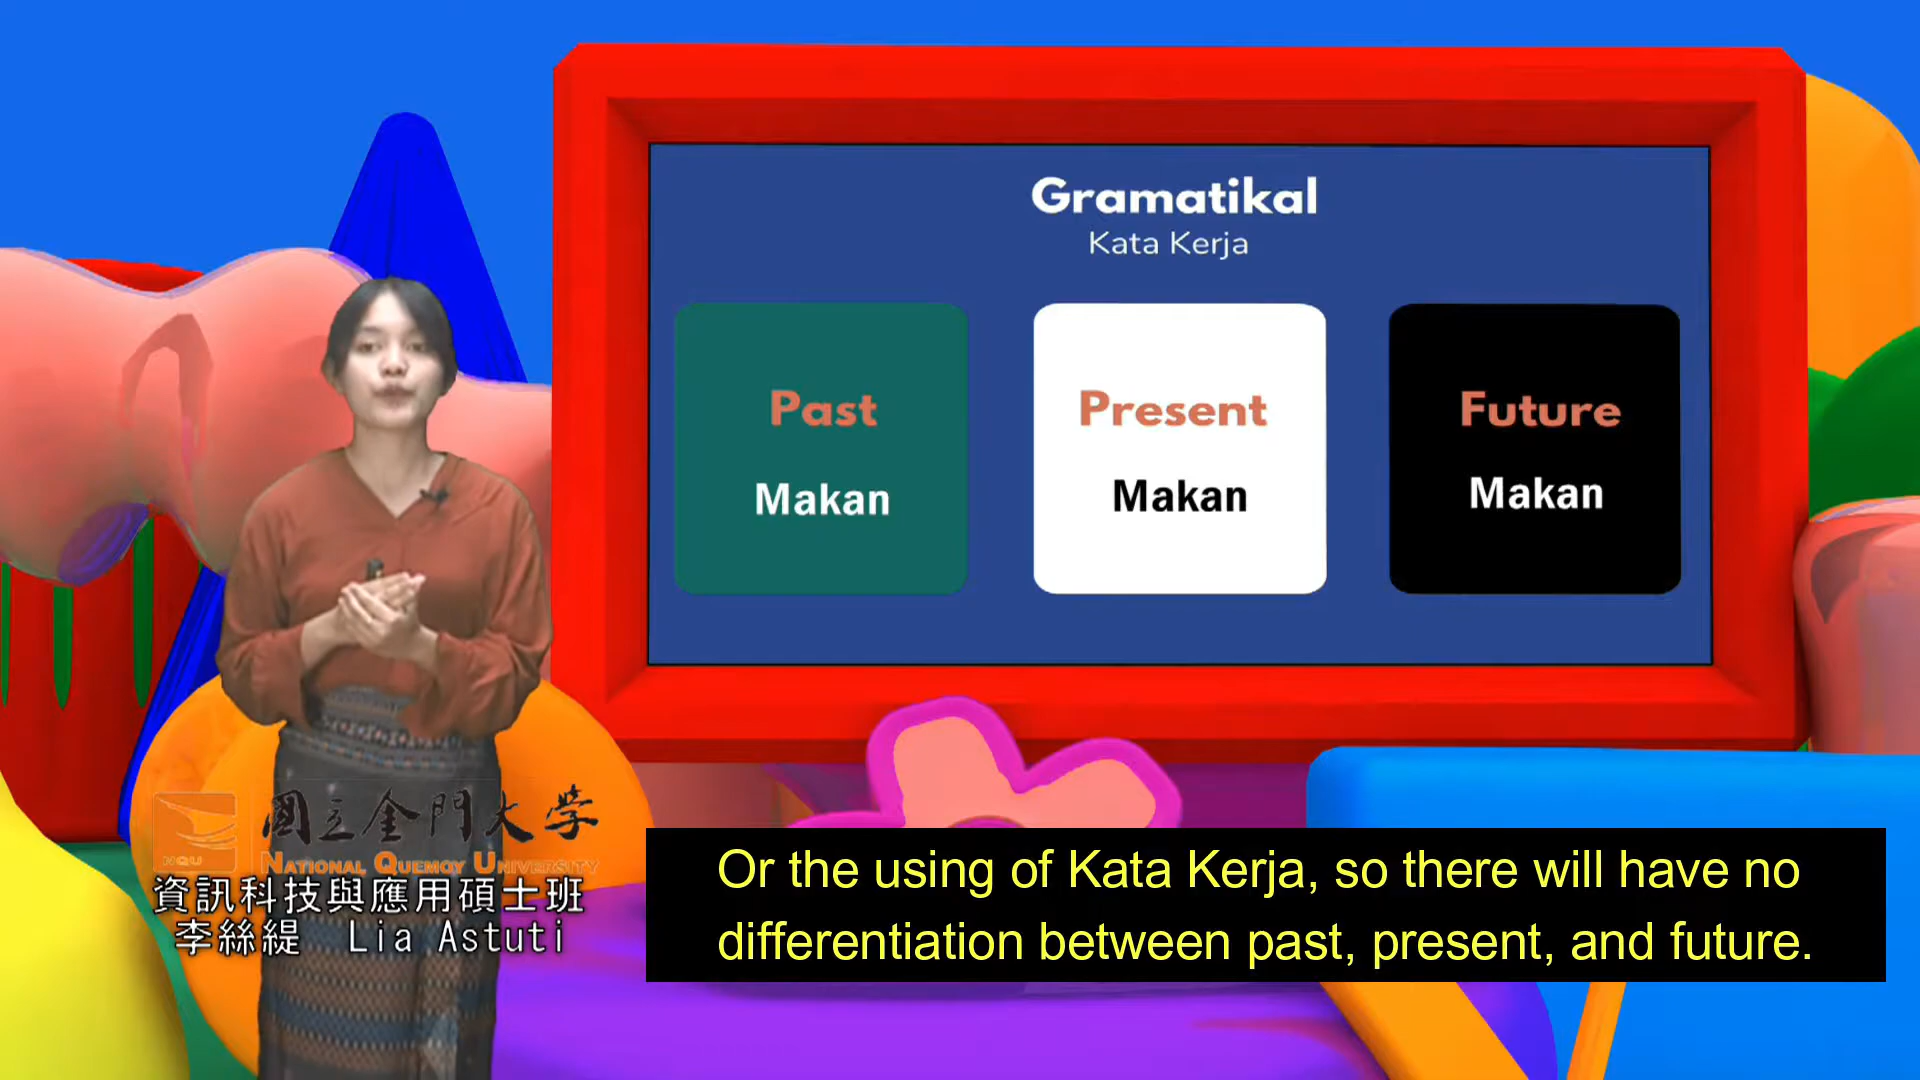 Gramatikal
Kata Kerja
Past
Makan
Present
Makan
Future
Makan
國立金門大學
NQU
NATIONAL QUEMOY UNIVERSITY
資訊科技與應用碩士班
李絲緹 Lia Astuti
Or the using of Kata Kerja, so there will have no
differentiation between past, present, and future.